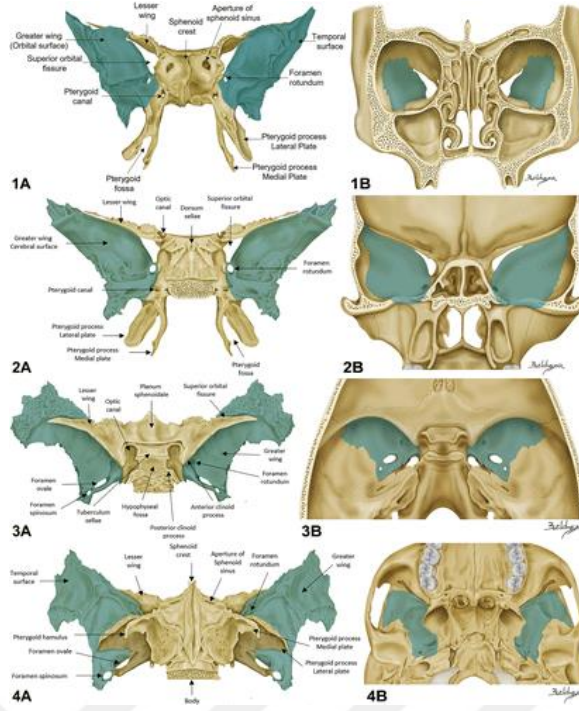 Lesser wing
Aperture of sphenoid sinus
Greater wing (Orbital surface)
Sphenoid crest
Temporal surface
Superior orbital fissure
Foramen rotundum
Pterygoid canal
Pterygoid process Lateral Plate
Pterygoid process Medial Plate
Pterygoid fossa
1A
1B
Lesser wing
Optic canal
Dorsum sellae
Superior orbital fissure
Greater wing Cerebral surface
Foramen rotundum
Pterygoid canal
Pterygoid process Lateral plate
Pterygoid process Medial plate
Pterygoid fossa
2A
2B
Lesser wing
Optic canal
Planum sphenoidale
Superior orbital fissure
Greater wing
Foramen ovale
Foramen rotundum
Foramen spinosum
Tuberculum sellae
Hypophyseal fossa
Anterior clinoid process
Posterior clinoid process
3A
3B
Temporal surface
Lesser wing
Sphenoid crest
Aperture of Sphenoid sinus
Foramen rotundum
Greater wing
Pterygoid hamulus
Pterygoid process Medial plate
Foramen ovale
Pterygoid process Lateral plate
Foramen spinosum
Body
4A
4B